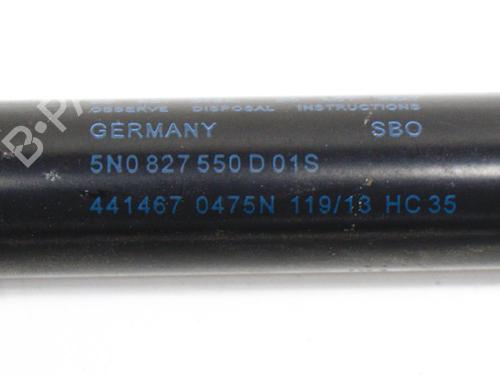 OBSERVE DISPOSAL INSTRUCTIONS
GERMANY SBO
5N0 827 550 D 01S
441467 0475N 119/13 HC 35